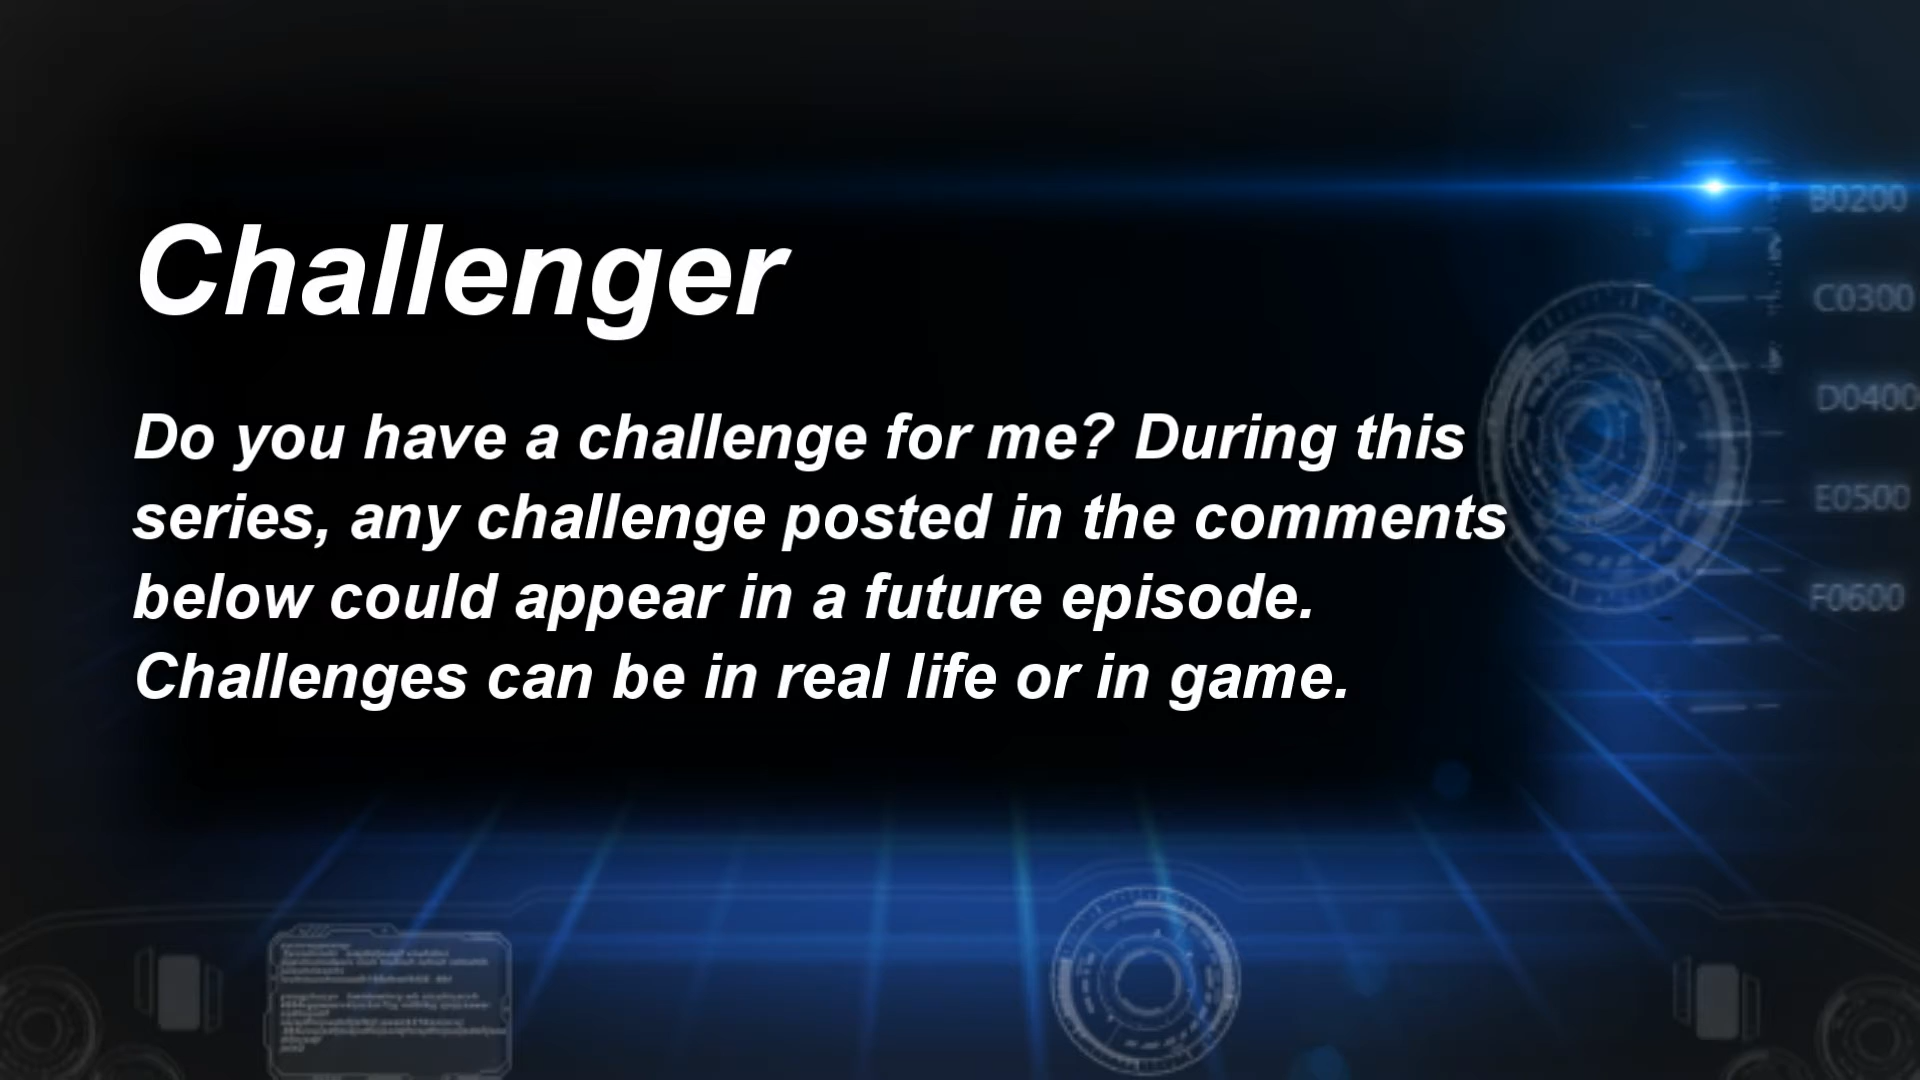 Challenger
Do you have a challenge for me? During this
series, any challenge posted in the comments
below could appear in a future episode.
Challenges can be in real life or in game.
B0200
C0300
D0400
E0500
F0600